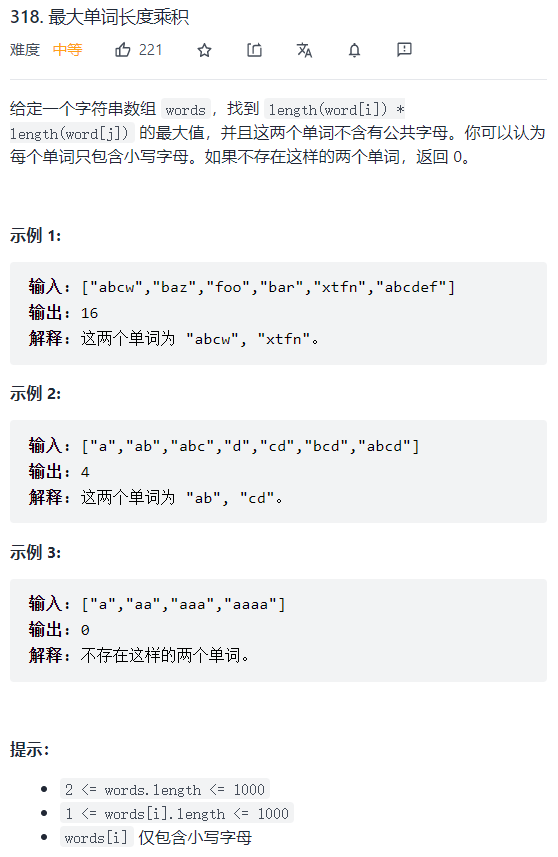 318. 最大单词长度乘积
难度 中等 221
给定一个字符串数组 words，找到 length(word[i]) *
length(word[j]) 的最大值，并且这两个单词不含有公共字母。你可以认为
每个单词只包含小写字母。如果不存在这样的两个单词，返回 0。
示例 1:
输入: ["abcw","baz","foo","bar","xtfn","abcdef"]
输出: 16
解释: 这两个单词为 "abcw", "xtfn"。
示例 2:
输入: ["a","ab","abc","d","cd","bcd","abcd"]
输出: 4
解释: 这两个单词为 "ab", "cd"。
示例 3:
输入: ["a","aa","aaa","aaaa"]
输出: 0
解释: 不存在这样的两个单词。
提示：
2 <= words.length <= 1000
1 <= words[i].length <= 1000
words[i] 仅包含小写字母